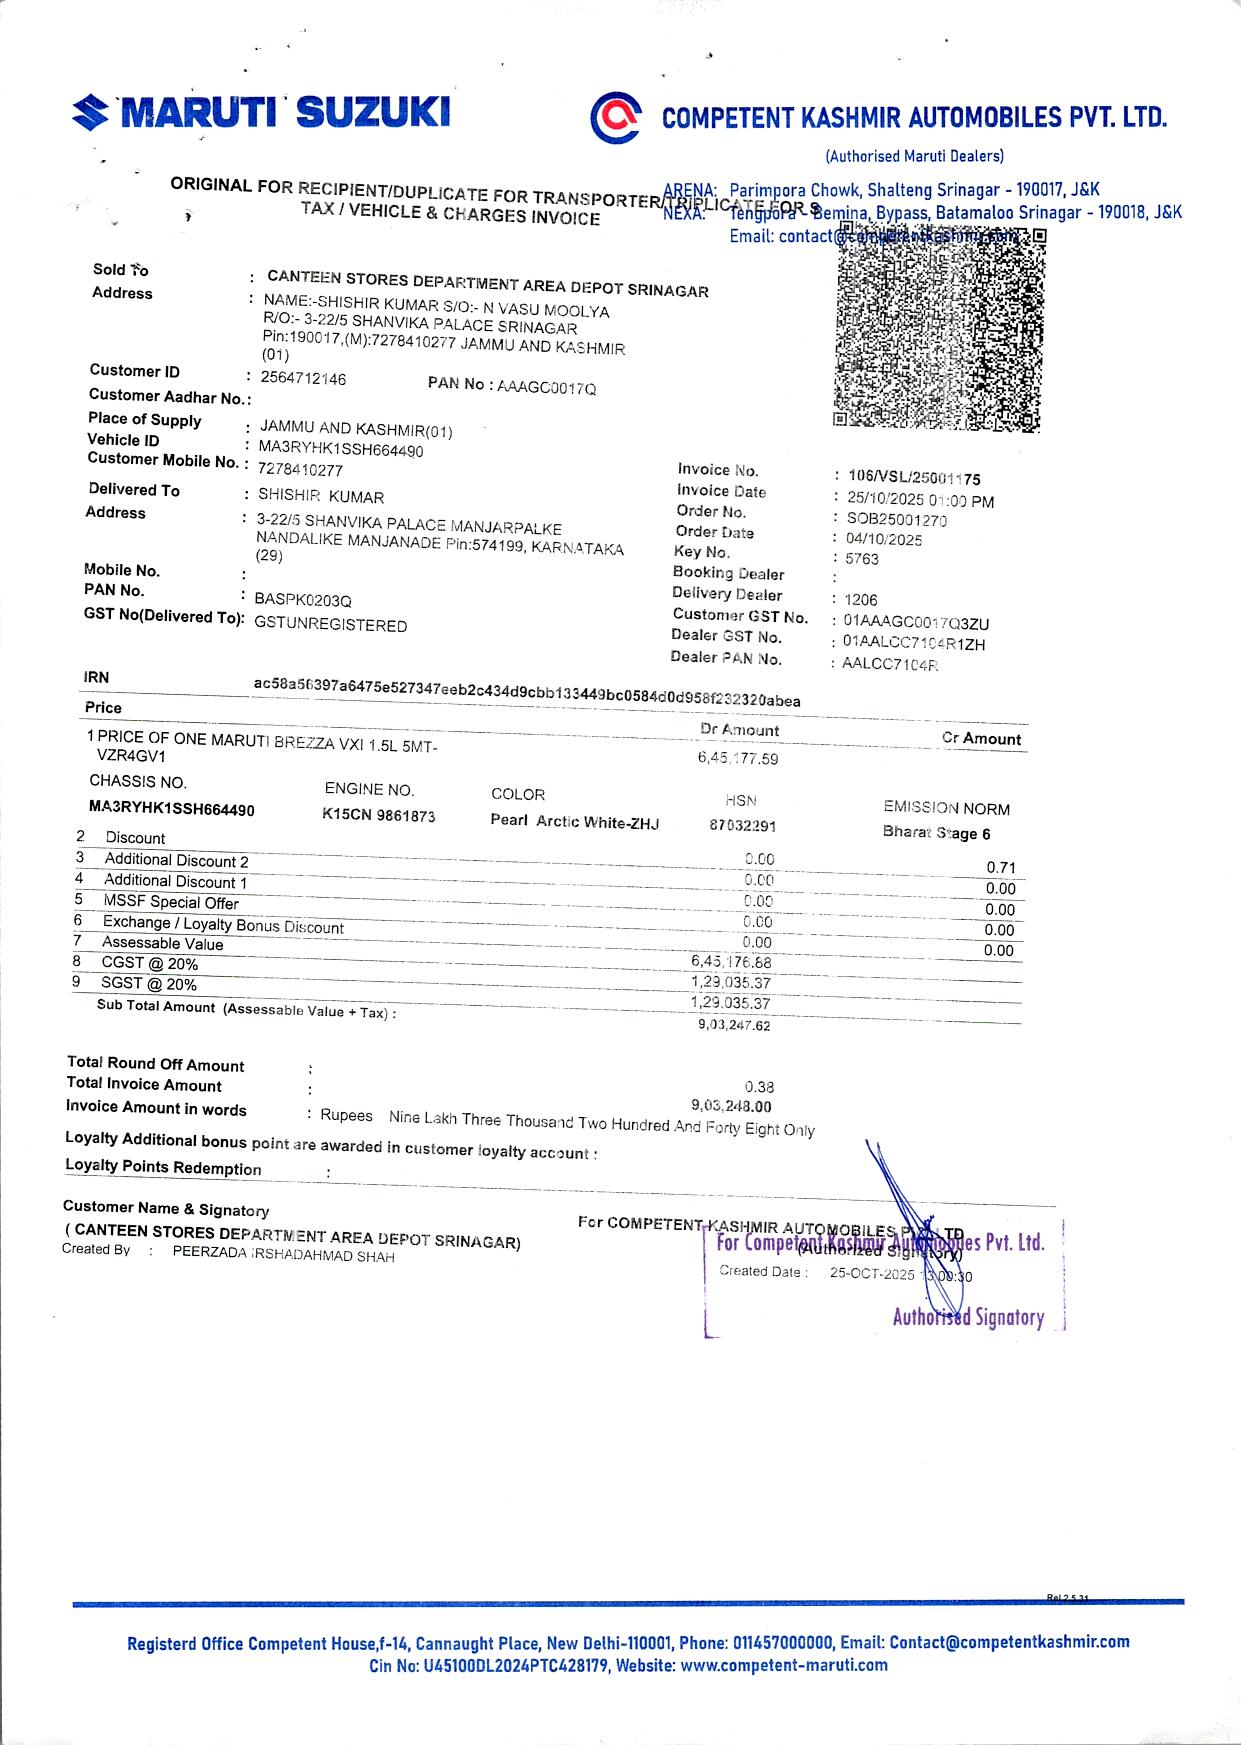 MARUTI SUZUKI
COMPETENT KASHMIR AUTOMOBILES PVT. LTD.
(Authorised Maruti Dealers)
ARENA: Parimpora Chowk, Shalteng Srinagar - 190017, J&K
NEXA: Tengpora - Bemina, Bypass, Batamaloo Srinagar - 190018, J&K
Email: contact@competentkashmir.com
ORIGINAL FOR RECIPIENT/DUPLICATE FOR TRANSPORTER/TRIPLICATE FOR S
TAX / VEHICLE & CHARGES INVOICE
Sold To : CANTEEN STORES DEPARTMENT AREA DEPOT SRINAGAR
Address : NAME:-SHISHIR KUMAR S/O:- N VASU MOOLYA
R/O:- 3-22/5 SHANVIKA PALACE SRINAGAR
Pin:190017,(M):7278410277 JAMMU AND KASHMIR
(01)
Customer ID : 2564712146 PAN No : AAAGC0017Q
Customer Aadhar No.:
Place of Supply : JAMMU AND KASHMIR(01)
Vehicle ID : MA3RYHK1SSH664490
Customer Mobile No. : 7278410277
Delivered To : SHISHIR KUMAR
Address : 3-22/5 SHANVIKA PALACE MANJARPALKE
NANDALIKE MANJANADE Pin:574199, KARNATAKA
(29)
Mobile No. :
PAN No. : BASPK0203Q
GST No(Delivered To): GSTUNREGISTERED
Invoice No. : 106/VSL/25001175
Invoice Date : 25/10/2025 01:00 PM
Order No. : SOB25001270
Order Date : 04/10/2025
Key No. : 5763
Booking Dealer :
Delivery Dealer : 1206
Customer GST No. : 01AAAGC0017Q3ZU
Dealer GST No. : 01AALCC7104R1ZH
Dealer PAN No. : AALCC7104R
IRN ac58a56397a6475e527347eeb2c434d9cbb133449bc0584d0d958f232320abea
Price Dr Amount Cr Amount
1 PRICE OF ONE MARUTI BREZZA VXI 1.5L 5MT- 6,45,177.59
VZR4GV1
CHASSIS NO. ENGINE NO. COLOR HSN EMISSION NORM
MA3RYHK1SSH664490 K15CN 9861873 Pearl Arctic White-ZHJ 87032291 Bharat Stage 6
2 Discount 0.00 0.71
3 Additional Discount 2 0.00 0.00
4 Additional Discount 1 0.00 0.00
5 MSSF Special Offer 0.00 0.00
6 Exchange / Loyalty Bonus Discount 0.00 0.00
7 Assessable Value 6,45,176.88
8 CGST @ 20% 1,29,035.37
9 SGST @ 20% 1,29,035.37
Sub Total Amount (Assessable Value + Tax) : 9,03,247.62
Total Round Off Amount : 0.38
Total Invoice Amount : 9,03,248.00
Invoice Amount in words : Rupees Nine Lakh Three Thousand Two Hundred And Forty Eight Only
Loyalty Additional bonus point are awarded in customer loyalty account :
Loyalty Points Redemption :
Customer Name & Signatory
( CANTEEN STORES DEPARTMENT AREA DEPOT SRINAGAR)
Created By : PEERZADA IRSHADAHMAD SHAH
For COMPETENT KASHMIR AUTOMOBILES PVT LTD
(Authorized Signatory)
Created Date : 25-OCT-2025 13:00:30
For Competent Kashmir Automobiles Pvt. Ltd.
Authorised Signatory
Rel 2.5.31
Registerd Office Competent House,f-14, Cannaught Place, New Delhi-110001, Phone: 011457000000, Email: Contact@competentkashmir.com
Cin No: U45100DL2024PTC428179, Website: www.competent-maruti.com